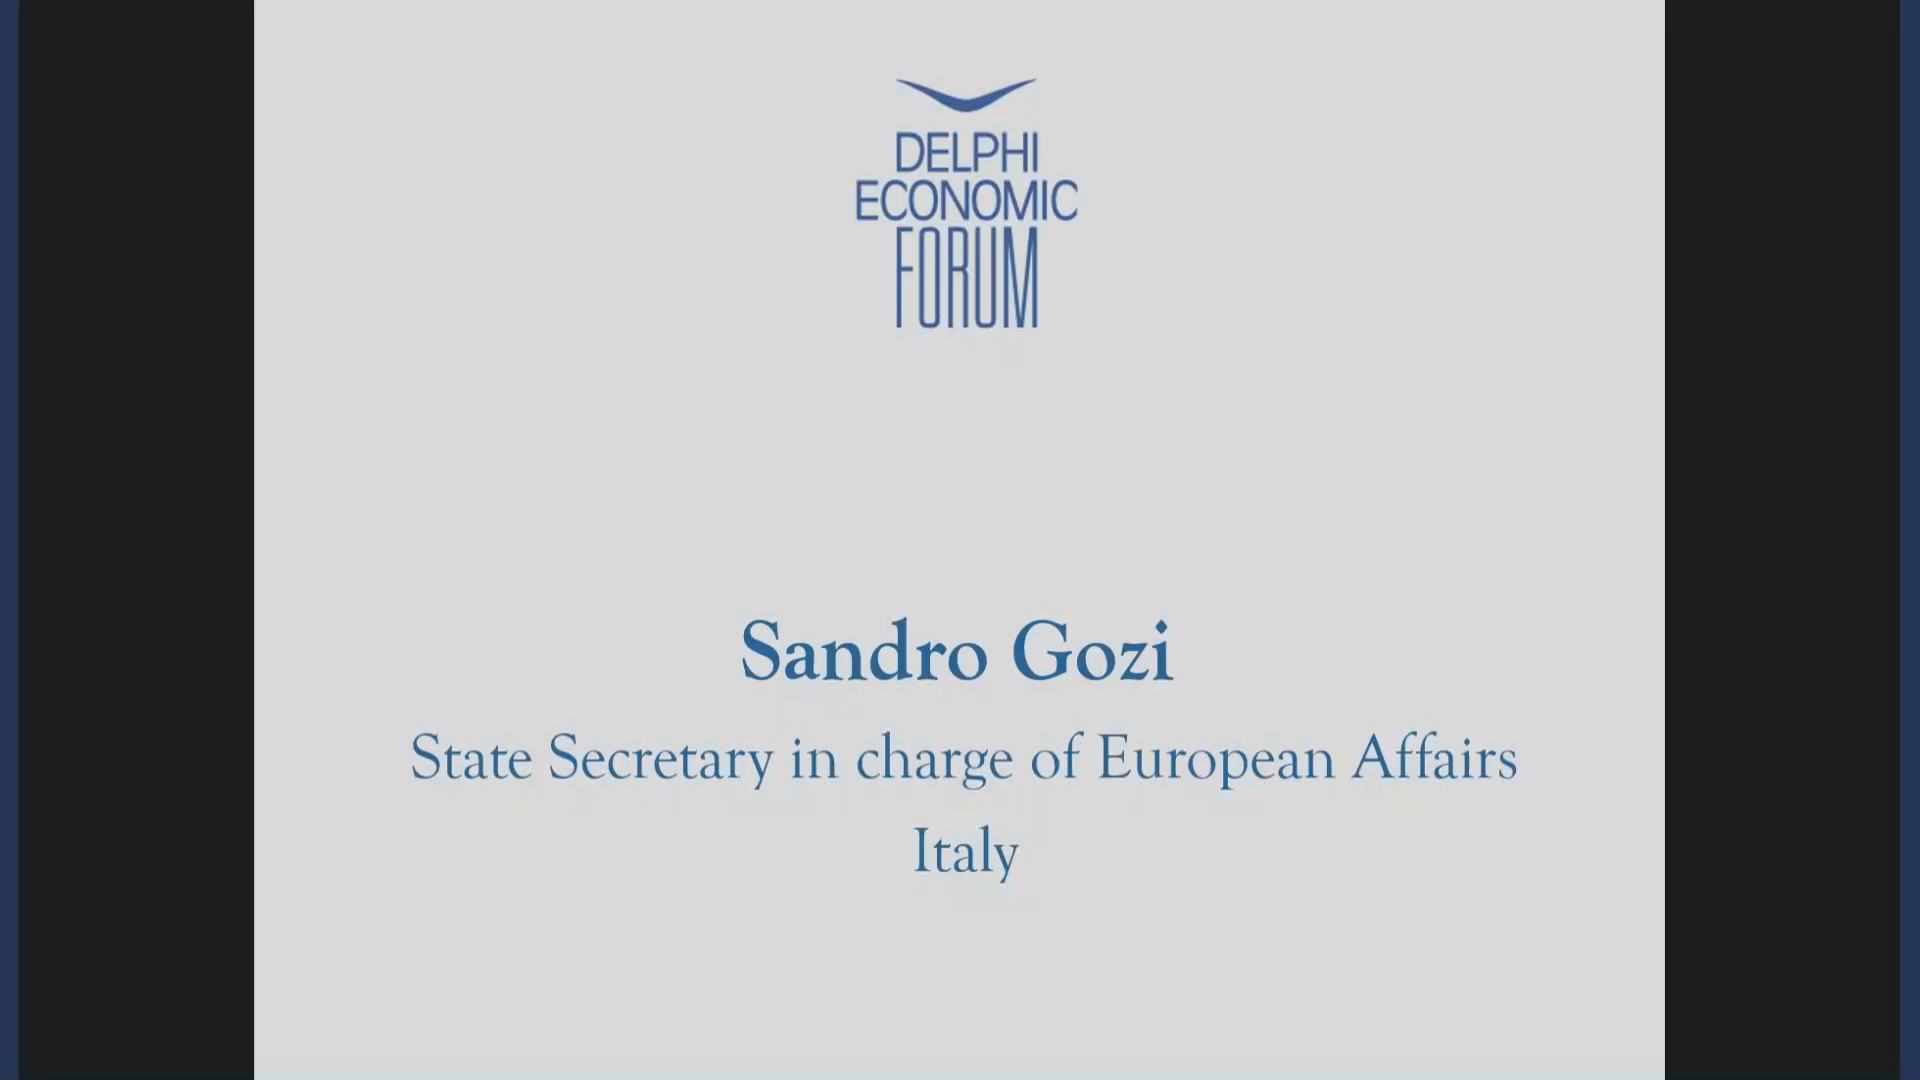 DELPHI
ECONOMIC
FORUM
Sandro Gozi
State Secretary in charge of European Affairs
Italy